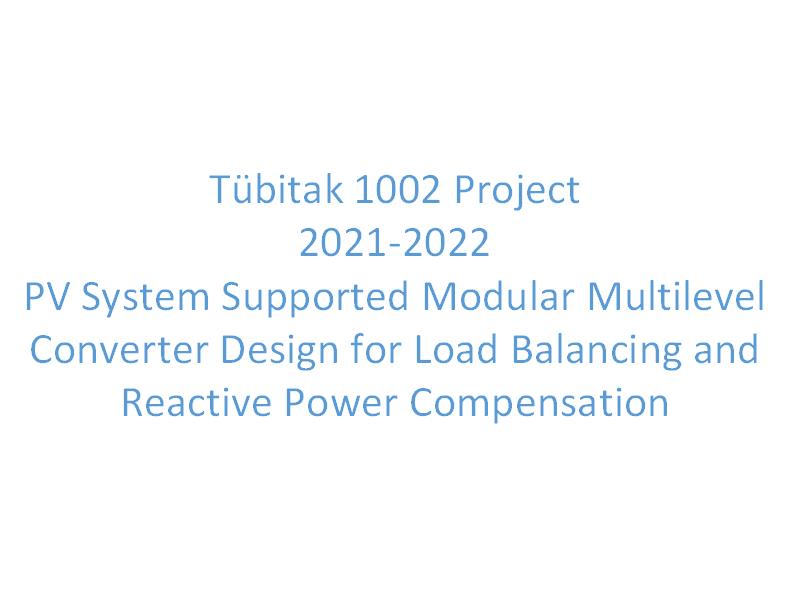 Tübitak 1002 Project
2021-2022
PV System Supported Modular Multilevel
Converter Design for Load Balancing and
Reactive Power Compensation